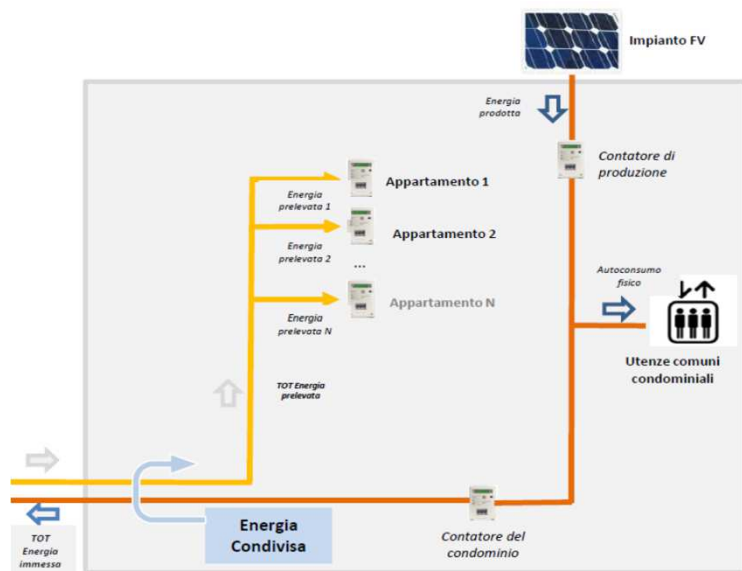 Impianto FV
Energia
prodotta
Contatore di
produzione
Appartamento 1
Energia
prelevata 1
Appartamento 2
Energia
prelevata 2
...
Appartamento N
Energia
prelevata N
Autoconsumo
fisico
Utenze comuni
condominiali
TOT Energia
prelevata
Energia
Condivisa
Contatore del
condominio
TOT
Energia
immessa